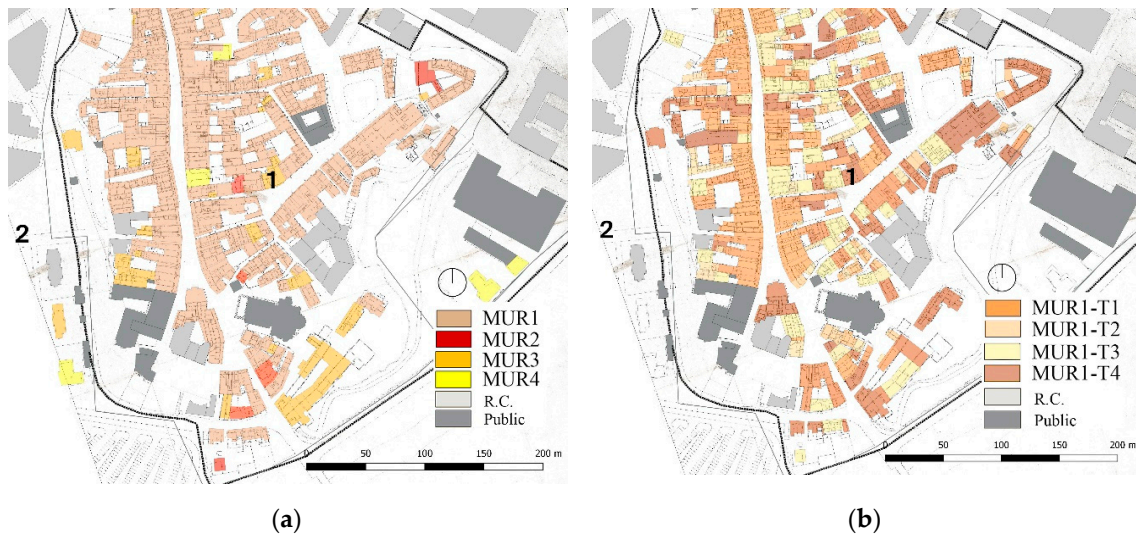 1
2
MUR1
MUR2
MUR3
MUR4
R.C.
Public
0 50 100 150 200 m
(a)
1
2
MUR1-T1
MUR1-T2
MUR1-T3
MUR1-T4
R.C.
Public
0 50 100 150 200 m
(b)